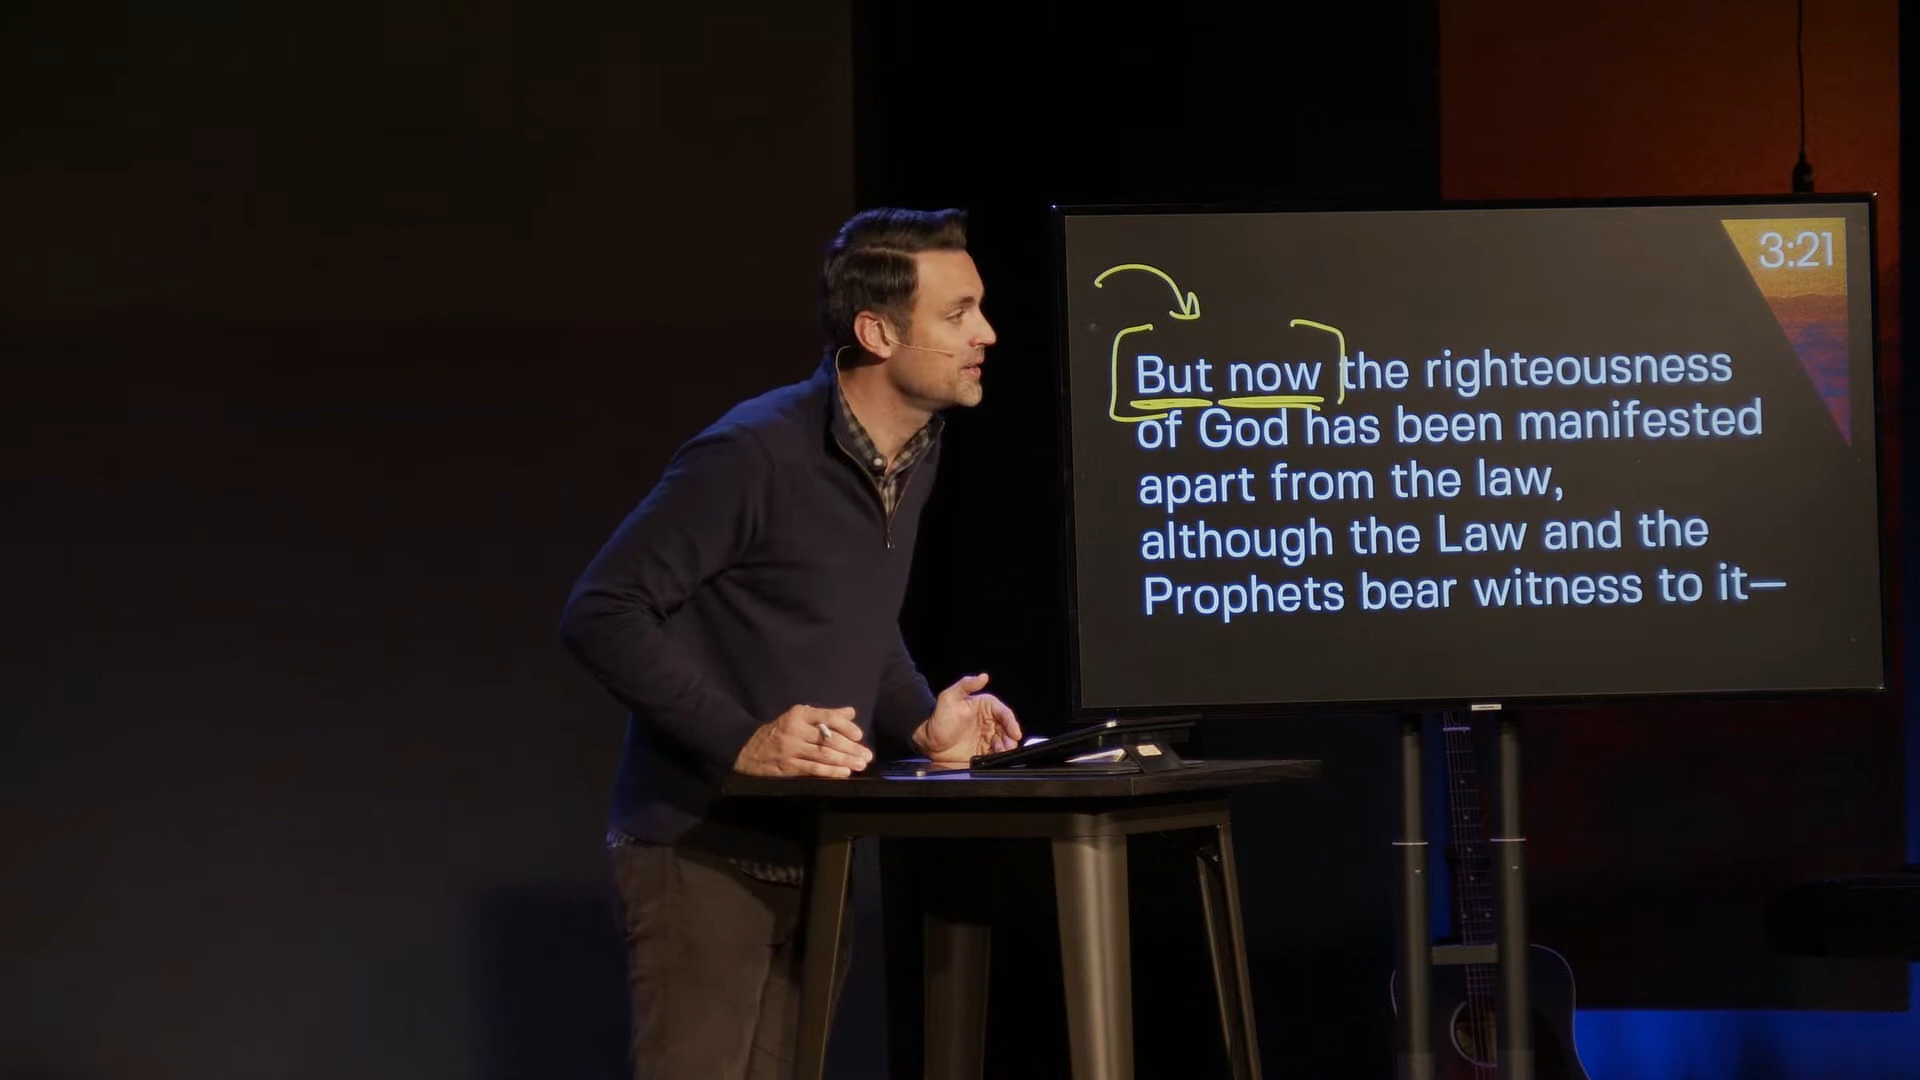 3:21
But now the righteousness
of God has been manifested
apart from the law,
although the Law and the
Prophets bear witness to it—